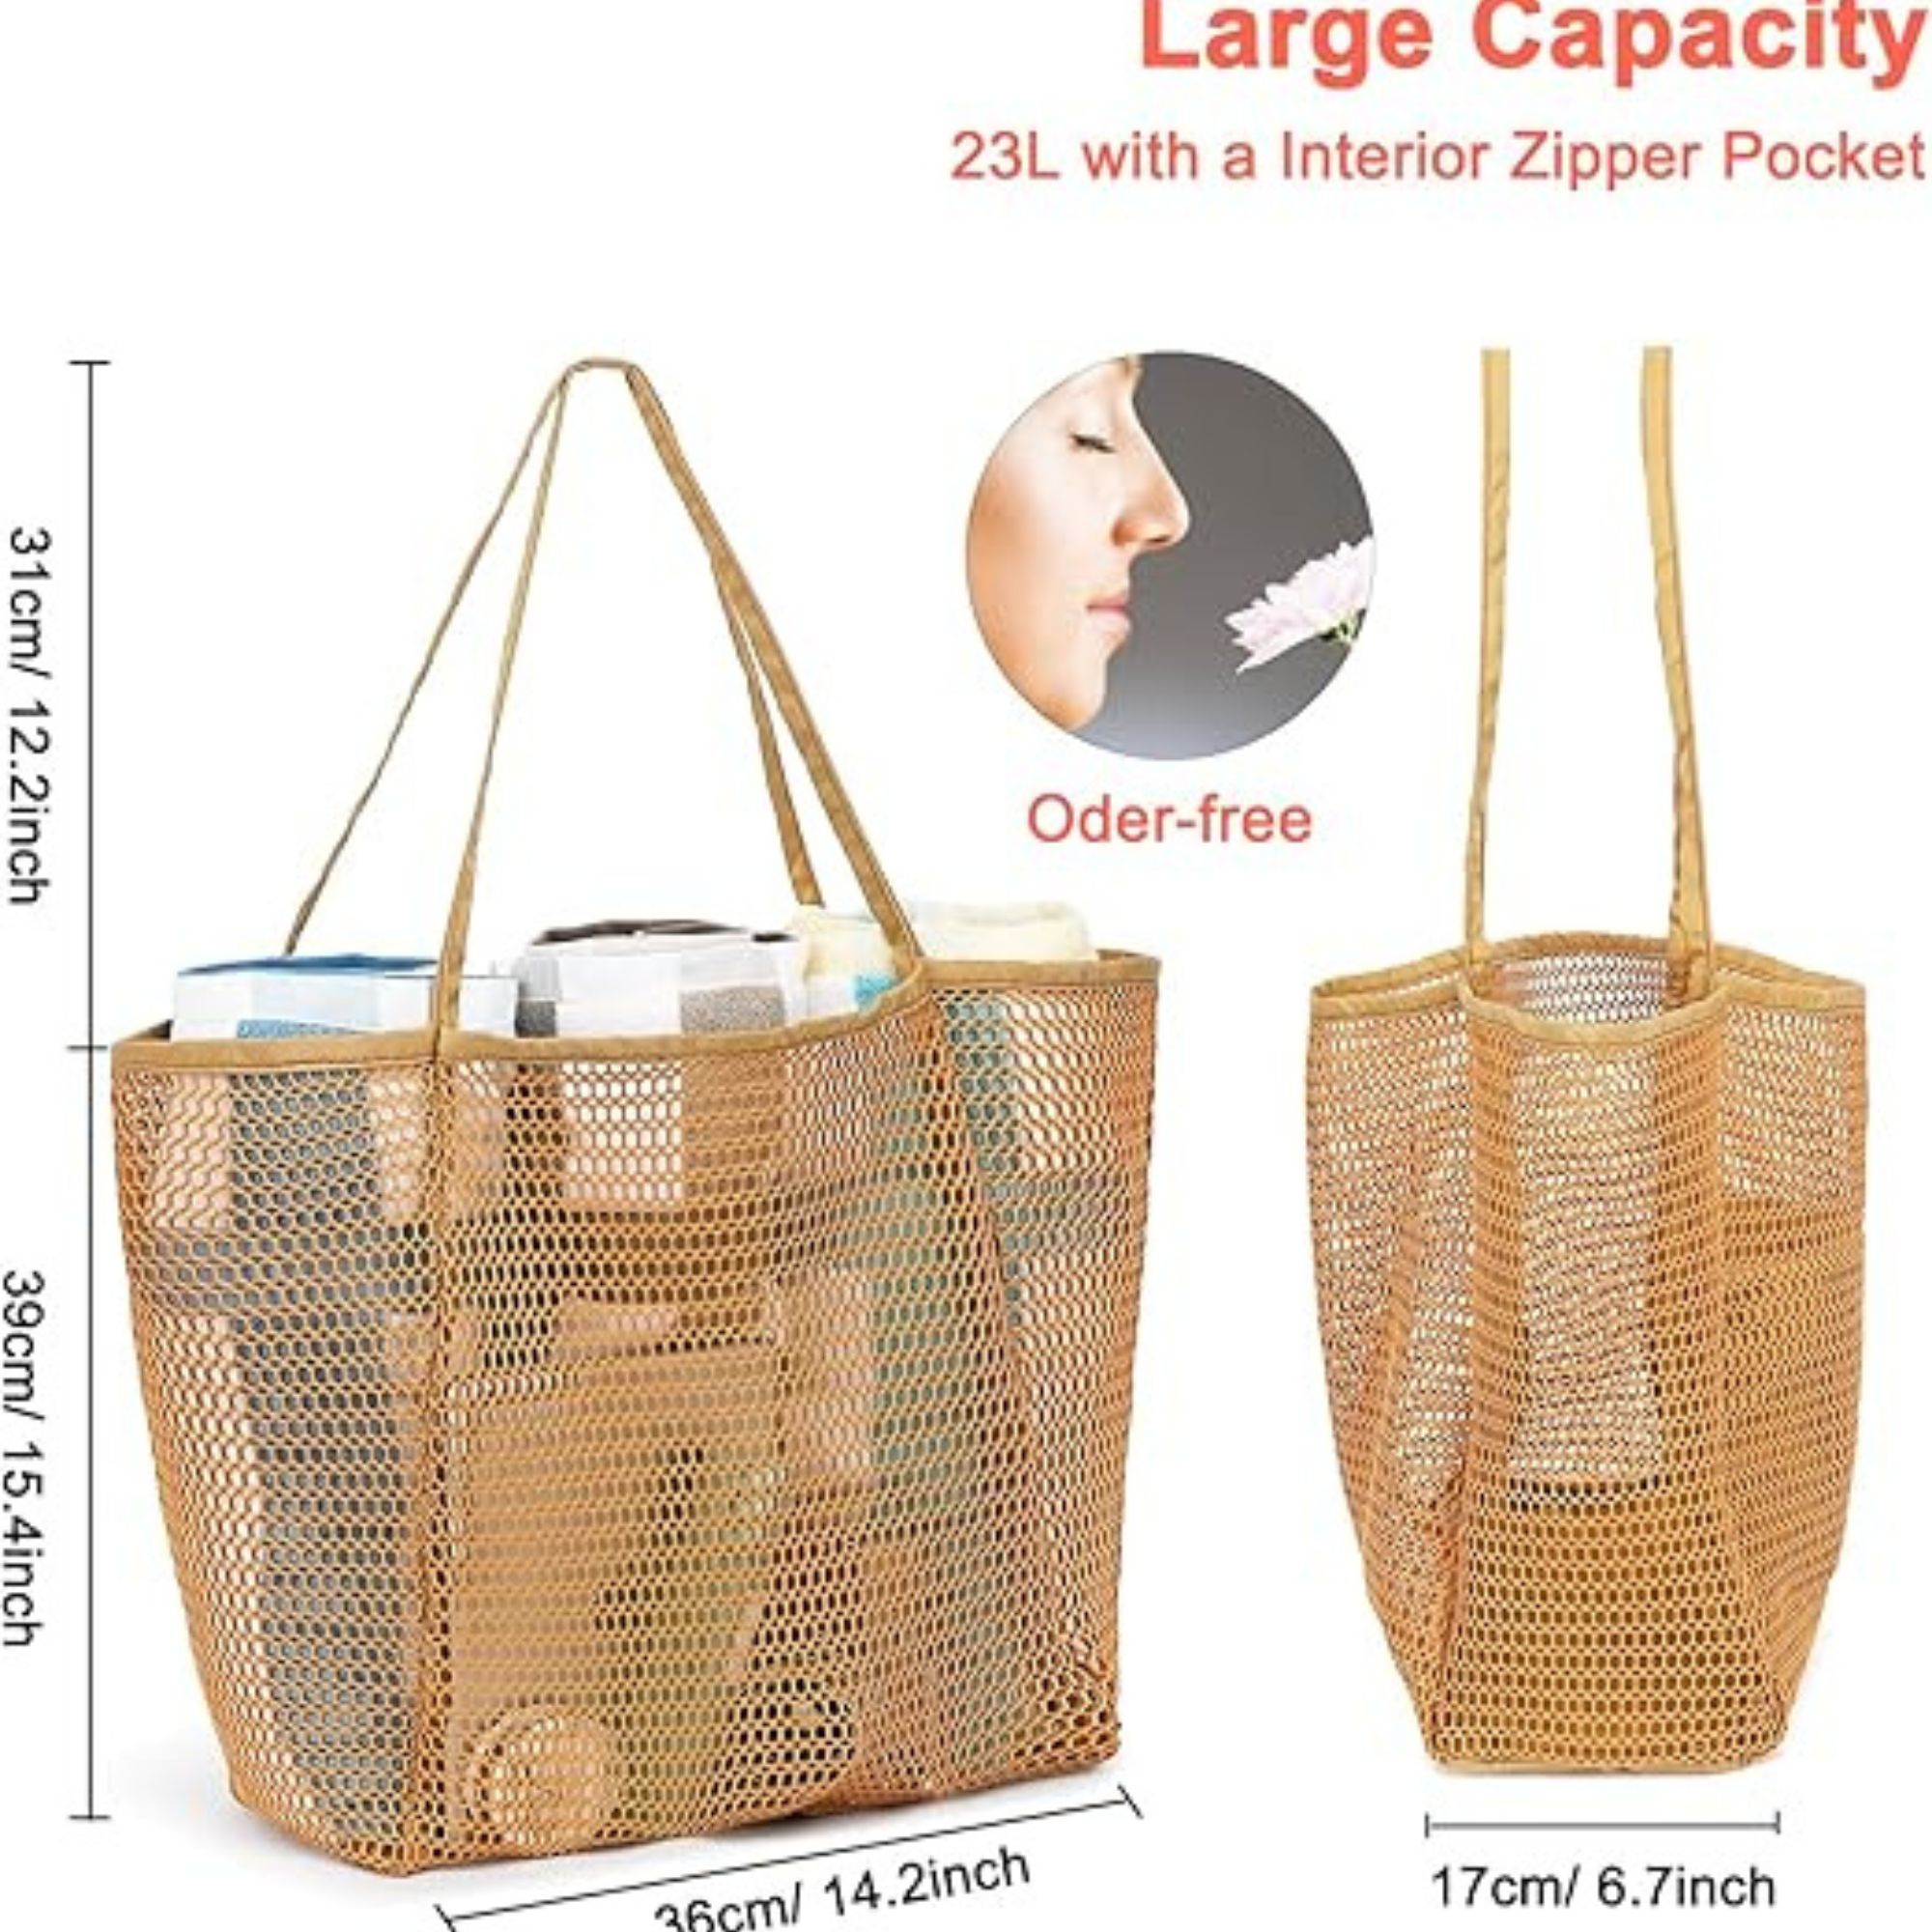 Large Capacity
23L with a Interior Zipper Pocket
31cm/ 12.2inch
Oder-free
39cm/ 15.4inch
36cm/ 14.2inch
17cm/ 6.7inch